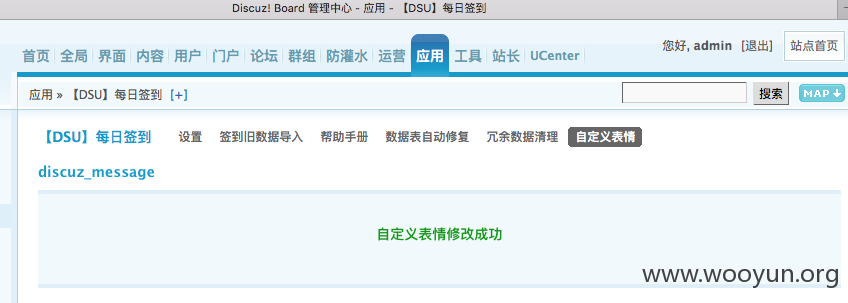 Discuz! Board 管理中心 - 应用 - 【DSU】每日签到
您好, admin [退出] 站点首页
首页 全局 界面 内容 用户 门户 论坛 群组 防灌水 运营 应用 工具 站长 UCenter
应用 » 【DSU】每日签到 [+] 搜索 MAP
【DSU】每日签到 设置 签到旧数据导入 帮助手册 数据表自动修复 冗余数据清理 自定义表情
discuz_message
自定义表情修改成功
www.wooyun.org